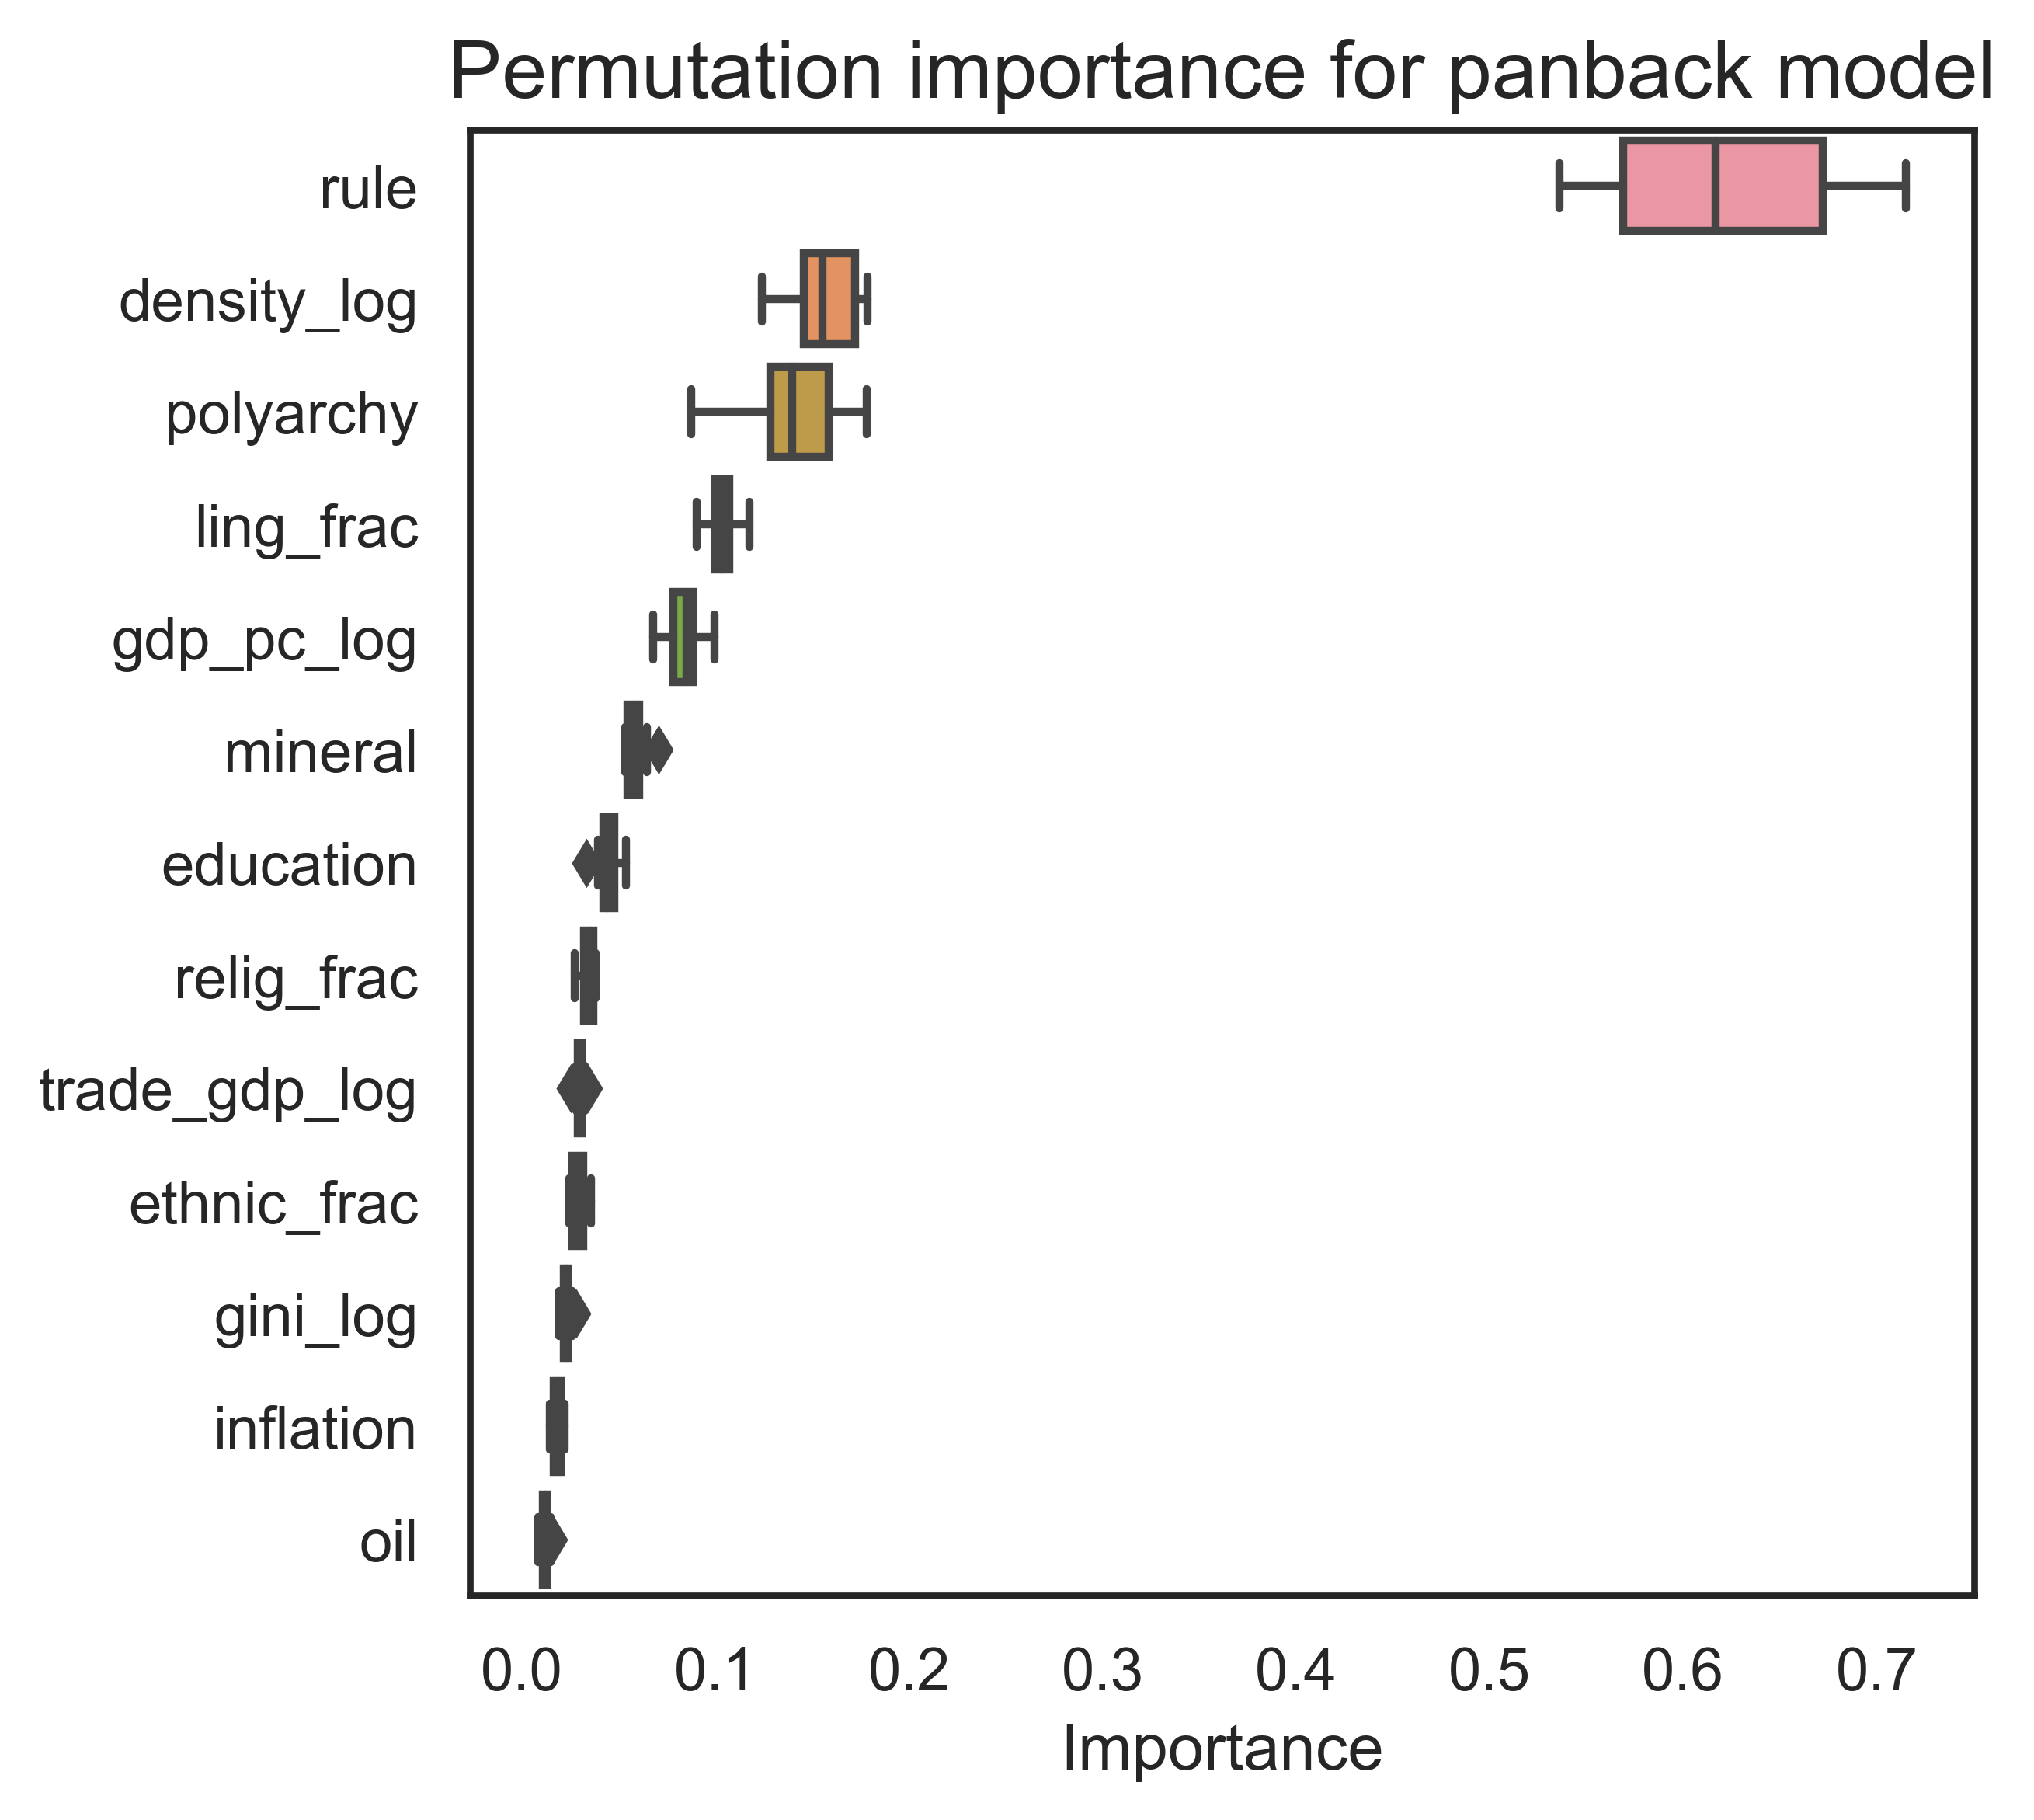 Permutation importance for panback model
rule
density_log
polyarchy
ling_frac
gdp_pc_log
mineral
education
relig_frac
trade_gdp_log
ethnic_frac
gini_log
inflation
oil
0.0 0.1 0.2 0.3 0.4 0.5 0.6 0.7
Importance